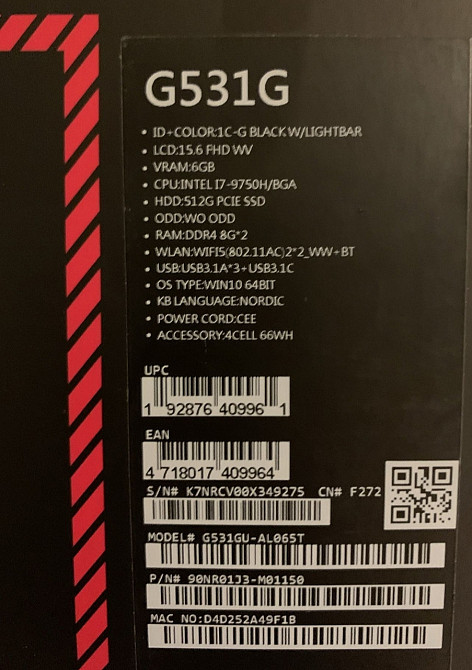 G531G
• ID+COLOR:1C-G BLACK W/LIGHTBAR
• LCD:15.6 FHD WV
• VRAM:6GB
• CPU:INTEL I7-9750H/BGA
• HDD:512G PCIE SSD
• ODD:WO ODD
• RAM:DDR4 8G*2
• WLAN:WIFI5(802.11AC)2*2_WW+BT
• USB:USB3.1A*3+USB3.1C
• OS TYPE:WIN10 64BIT
• KB LANGUAGE:NORDIC
• POWER CORD:CEE
• ACCESSORY:4CELL 66WH
UPC
1 92876 40996 1
EAN
4 718017 409964
S/N# K7NRCV00X349275 CN# F272
MODEL# G531GU-AL065T
P/N# 90NR01J3-M01150
MAC NO:D4D252A49F1B